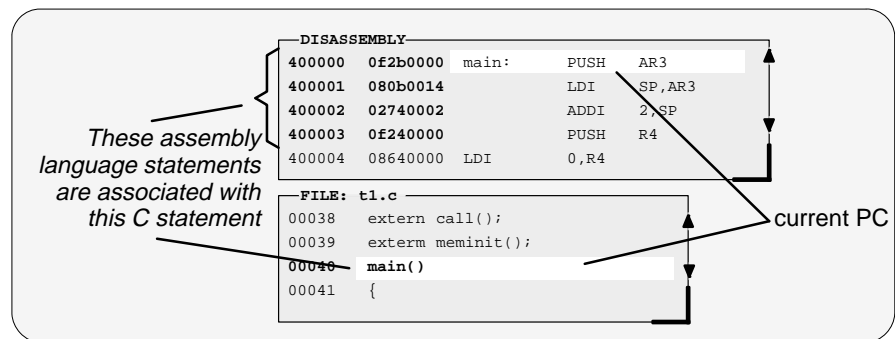 DISASSEMBLY
400000 0f2b0000 main: PUSH AR3
400001 080b0014 LDI SP,AR3
400002 02740002 ADDI 2,SP
400003 0f240000 PUSH R4
400004 08640000 LDI 0,R4
These assembly
language statements
are associated with
this C statement
FILE: t1.c
00038 extern call();
00039 exterm meminit();
00040 main()
00041 {
current PC